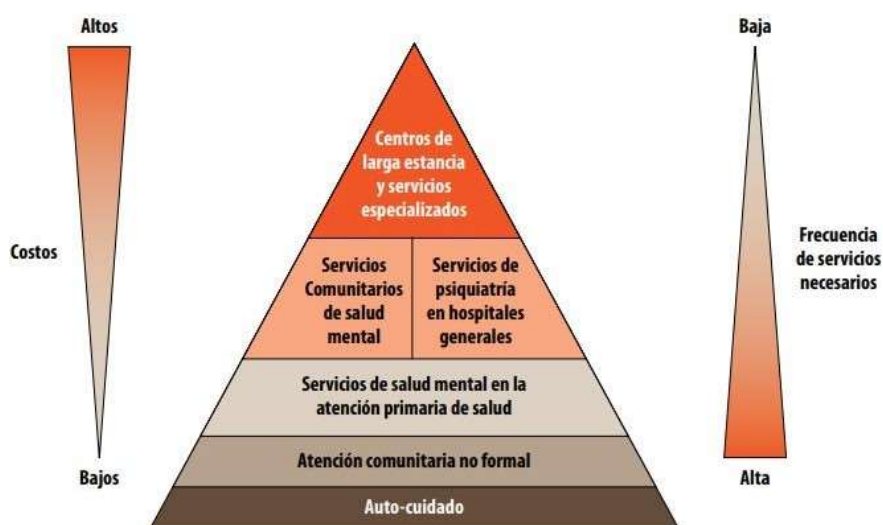 Altos
Costos
Bajos
Centros de
larga estancia
y servicios
especializados
Servicios
Comunitarios
de salud
mental
Servicios de
psiquiatría
en hospitales
generales
Servicios de salud mental en la
atención primaria de salud
Atención comunitaria no formal
Auto-cuidado
Baja
Frecuencia
de servicios
necesarios
Alta